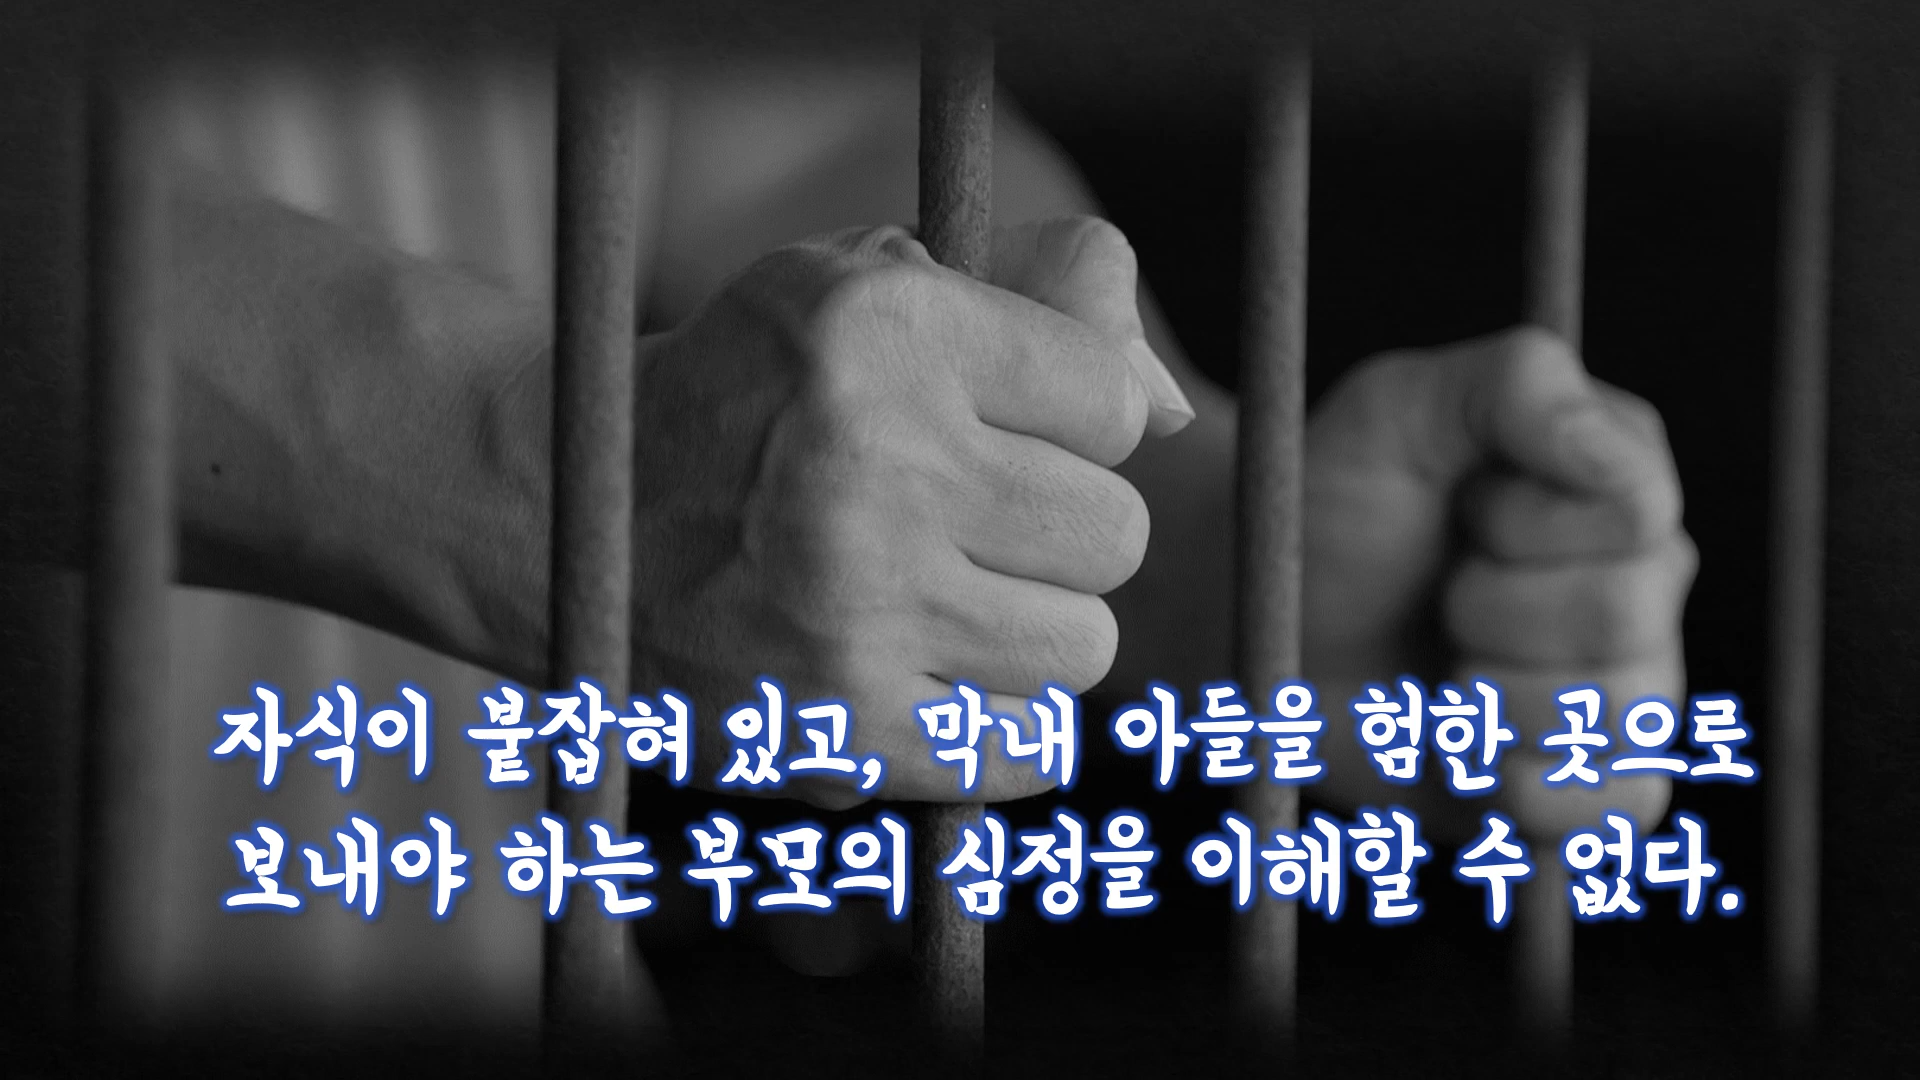 자식이 붙잡혀 있고, 막내 아들을 험한 곳으로
보내야 하는 부모의 심정을 이해할 수 없다.